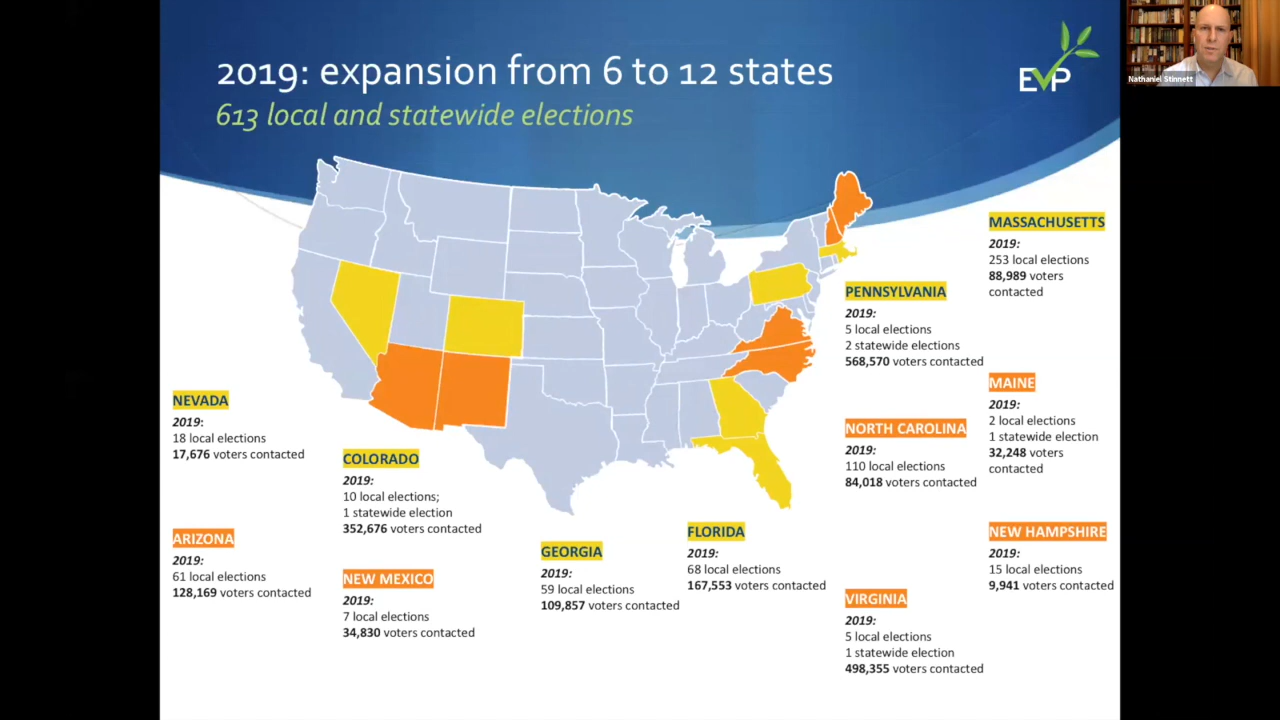 2019: expansion from 6 to 12 states
613 local and statewide elections
EVP
Nathaniel Stinnett
MASSACHUSETTS
2019:
253 local elections
88,989 voters
contacted
PENNSYLVANIA
2019:
5 local elections
2 statewide elections
568,570 voters contacted
MAINE
2019:
2 local elections
1 statewide election
32,248 voters
contacted
NEVADA
2019:
18 local elections
17,676 voters contacted
NORTH CAROLINA
2019:
110 local elections
84,018 voters contacted
COLORADO
2019:
10 local elections;
1 statewide election
352,676 voters contacted
ARIZONA
2019:
61 local elections
128,169 voters contacted
NEW MEXICO
2019:
7 local elections
34,830 voters contacted
GEORGIA
2019:
59 local elections
109,857 voters contacted
FLORIDA
2019:
68 local elections
167,553 voters contacted
NEW HAMPSHIRE
2019:
15 local elections
9,941 voters contacted
VIRGINIA
2019:
5 local elections
1 statewide election
498,355 voters contacted